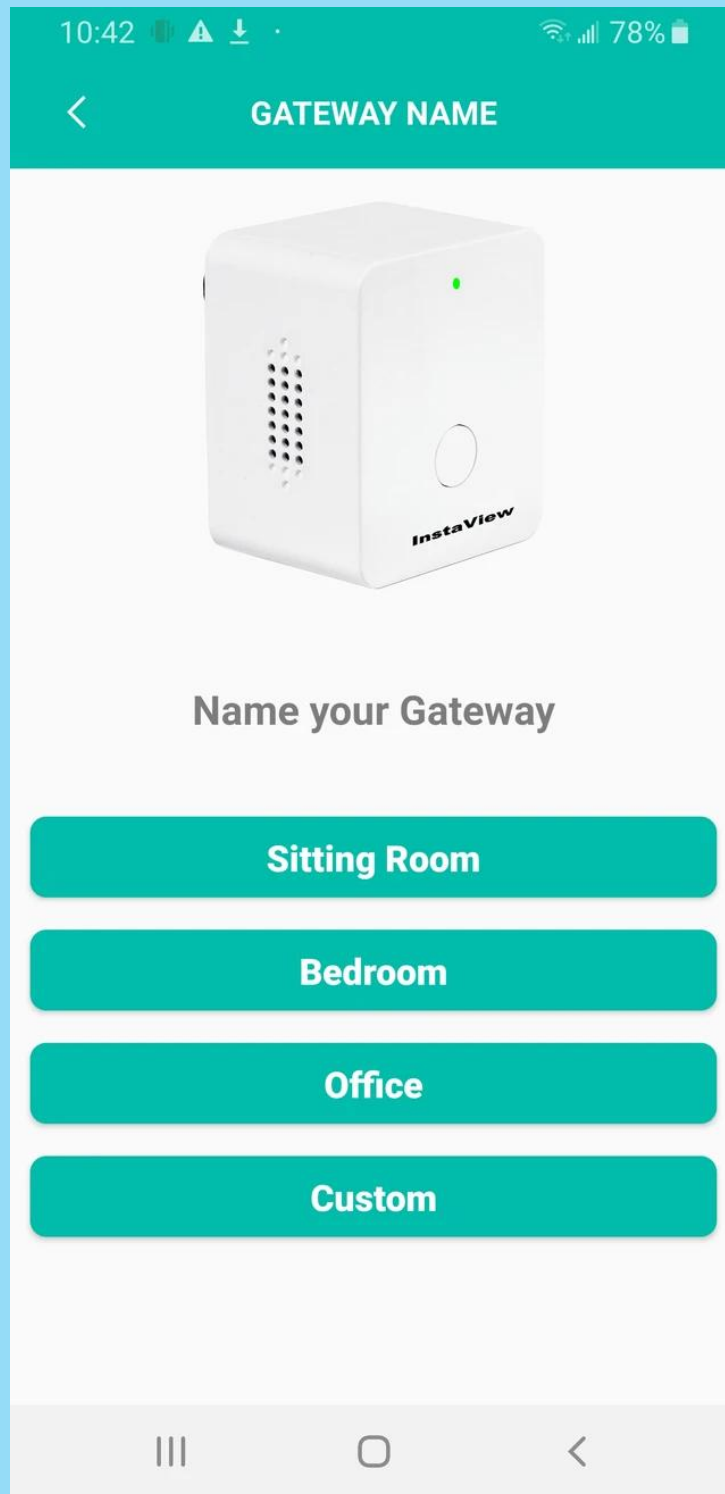 10:42
78%
GATEWAY NAME
InstaView
Name your Gateway
Sitting Room
Bedroom
Office
Custom